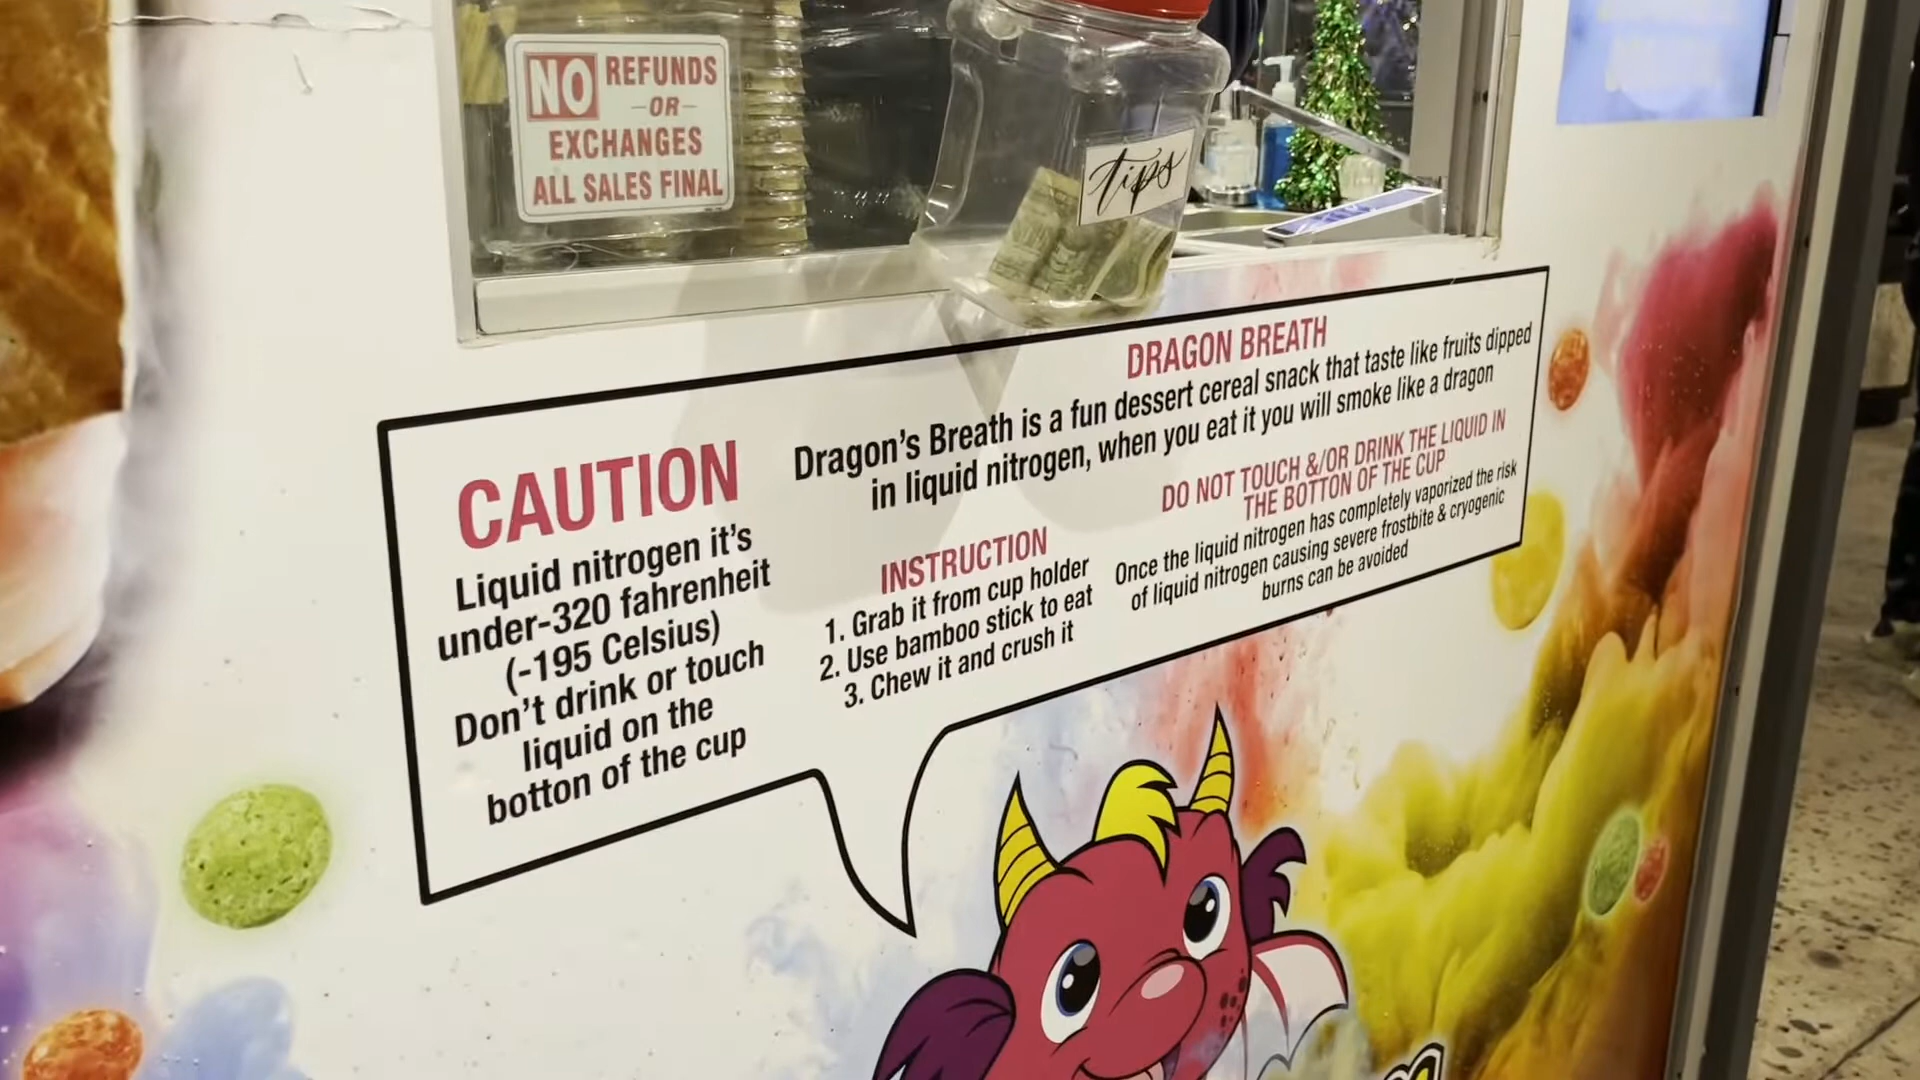 NO REFUNDS
-OR-
EXCHANGES
ALL SALES FINAL
tips
CAUTION
Liquid nitrogen it's
under-320 fahrenheit
(-195 Celsius)
Don't drink or touch
liquid on the
botton of the cup
DRAGON BREATH
Dragon's Breath is a fun dessert cereal snack that taste like fruits dipped
in liquid nitrogen, when you eat it you will smoke like a dragon
INSTRUCTION
1. Grab it from cup holder
2. Use bamboo stick to eat
3. Chew it and crush it
DO NOT TOUCH &/OR DRINK THE LIQUID IN
THE BOTTON OF THE CUP
Once the liquid nitrogen has completely vaporized the risk
of liquid nitrogen causing severe frostbite & cryogenic
burns can be avoided